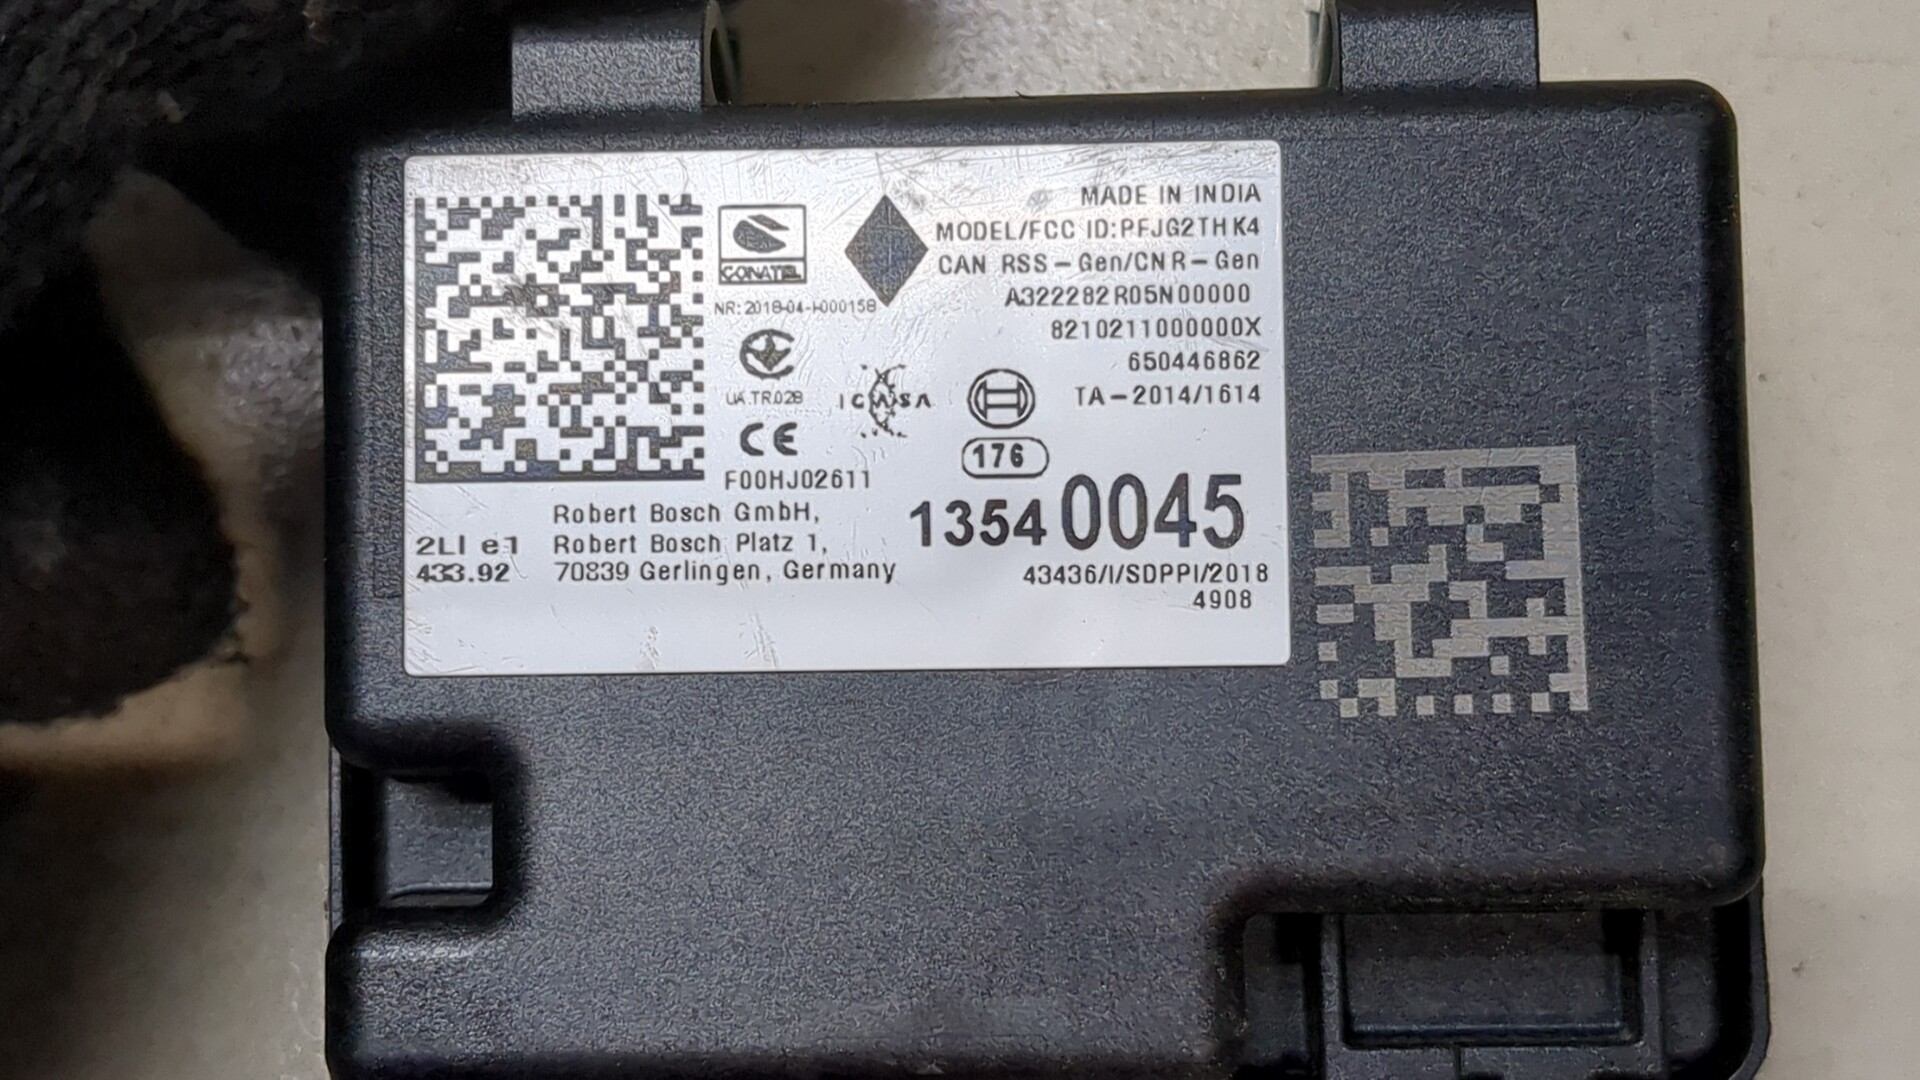 MADE IN INDIA
MODEL/FCC ID:PFJG2THK4
CAN RSS-Gen/CNR-Gen
A322282R05N00000
8210211000000X
650446862
TA-2014/1614
CONATEL
NR: 2018-04-I-000158
UA.TR.028
ICASA
CE
176
F00HJ02611
1354 0045
Robert Bosch GmbH,
Robert Bosch Platz 1,
70839 Gerlingen, Germany
2LI e1
433.92
43436/I/SDPPI/2018
4908